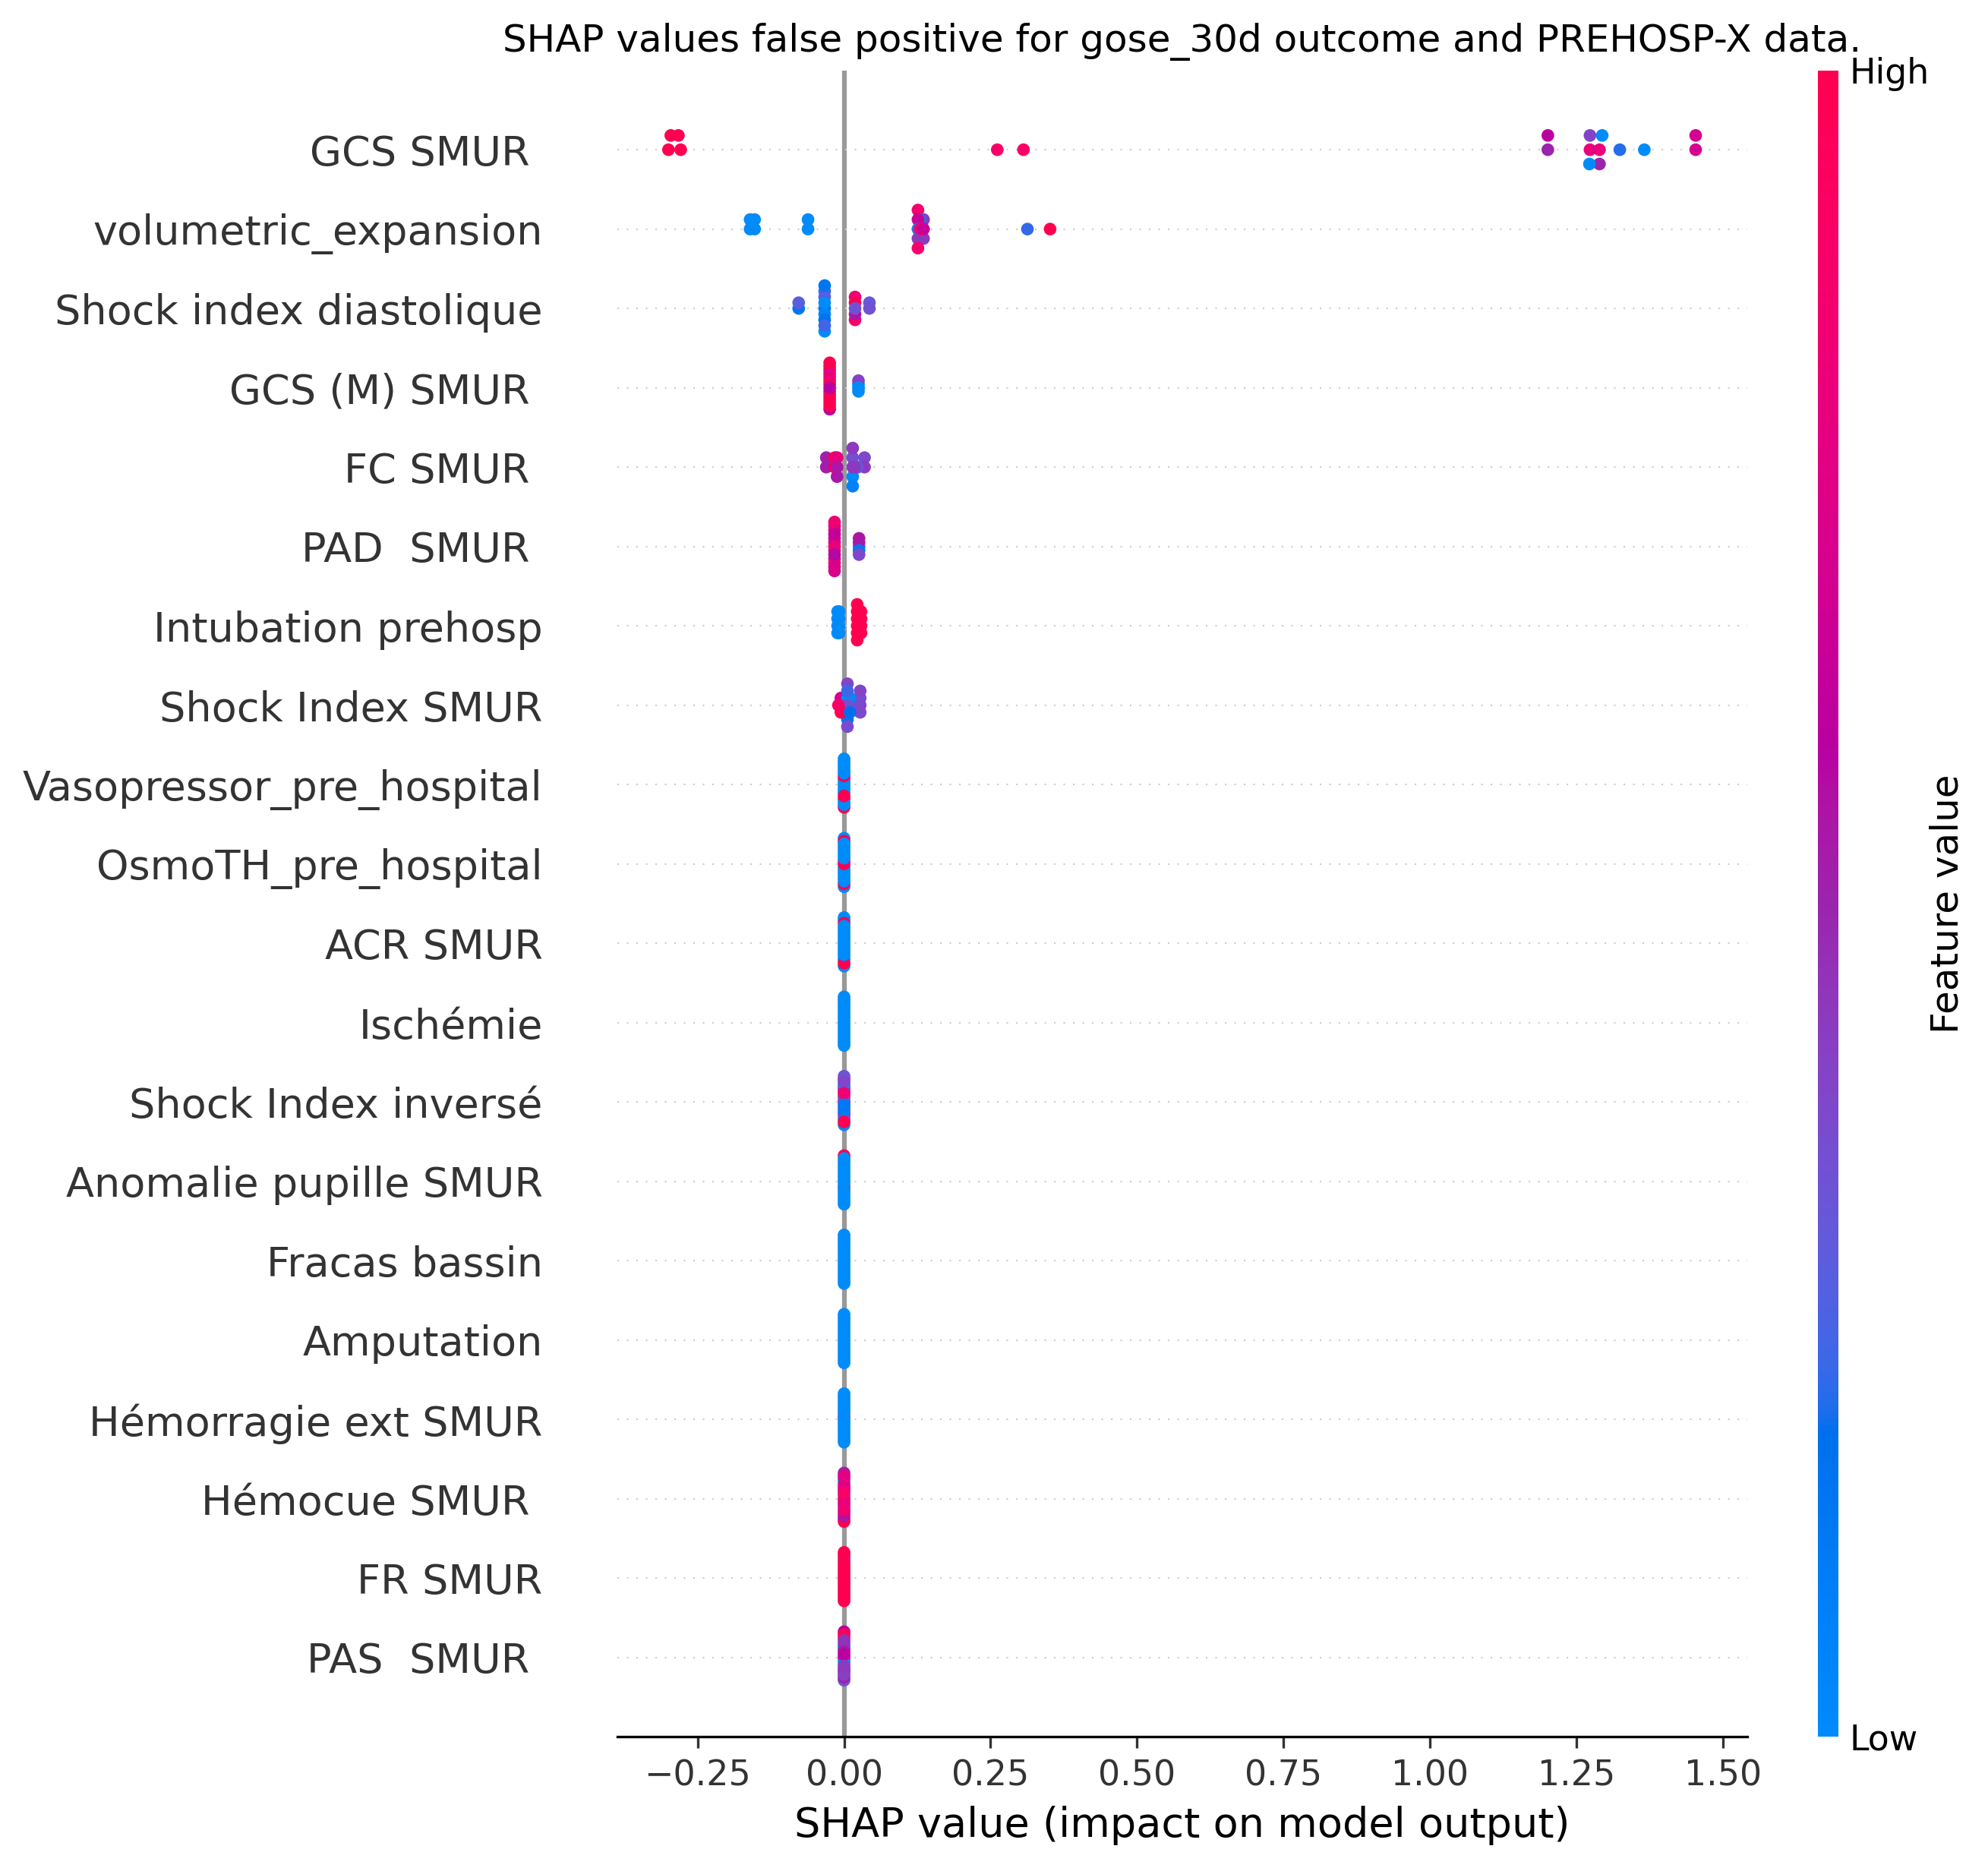 SHAP values false positive for gose_30d outcome and PREHOSP-X data.
High
GCS SMUR
volumetric_expansion
Shock index diastolique
GCS (M) SMUR
FC SMUR
PAD  SMUR
Intubation prehosp
Shock Index SMUR
Vasopressor_pre_hospital
OsmoTH_pre_hospital
ACR SMUR
Ischémie
Shock Index inversé
Anomalie pupille SMUR
Fracas bassin
Amputation
Hémorragie ext SMUR
Hémocue SMUR
FR SMUR
PAS  SMUR
Feature value
Low
−0.25 0.00 0.25 0.50 0.75 1.00 1.25 1.50
SHAP value (impact on model output)